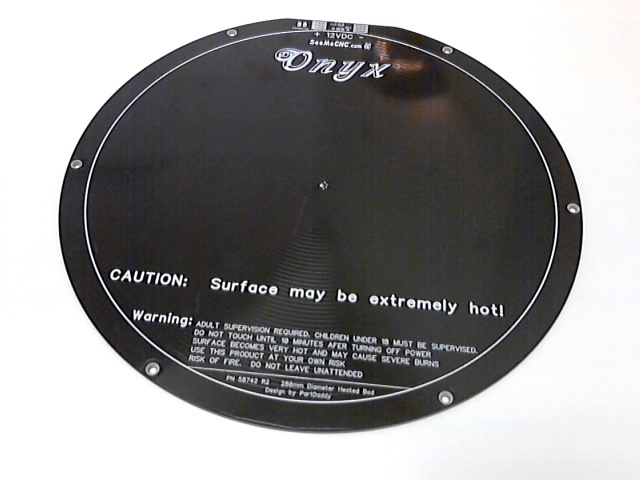 + 12VDC -
SeeMeCNC.com
Onyx
CAUTION: Surface may be extremely hot!
Warning: ADULT SUPERVISION REQUIRED. CHILDREN UNDER 18 MUST BE SUPERVISED.
DO NOT TOUCH UNTIL 10 MINUTES AFER TURNING OFF POWER
SURFACE BECOMES VERY HOT AND MAY CAUSE SEVERE BURNS
USE THIS PRODUCT AT YOUR OWN RISK
RISK OF FIRE. DO NOT LEAVE UNATTENDED
PN 58742 R2 280mm Diameter Heated Bed
Design by PartDaddy